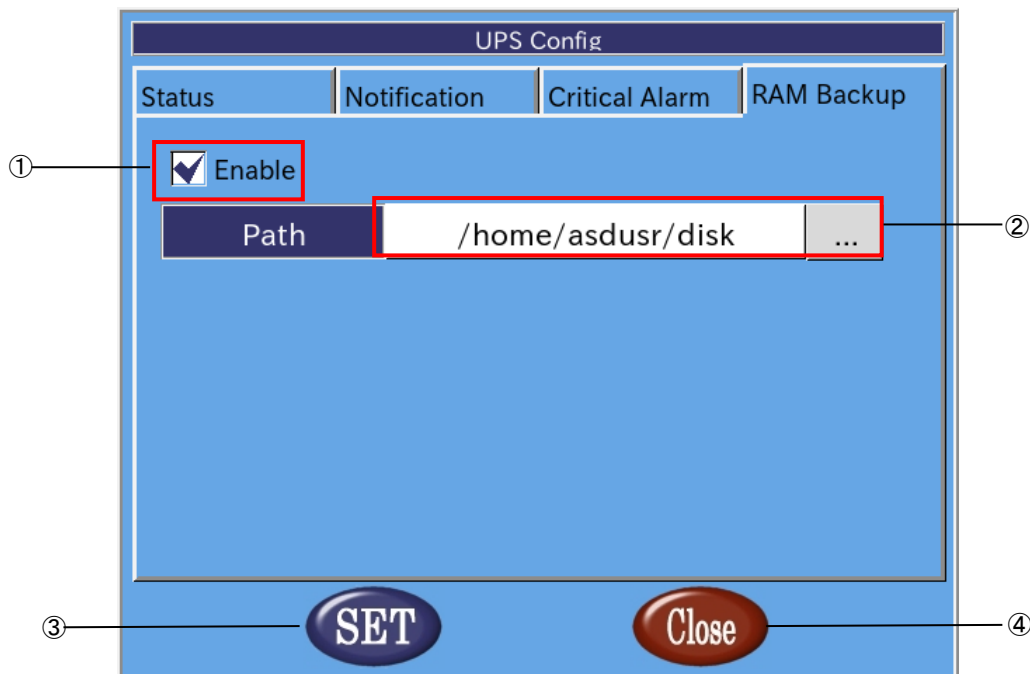 UPS Config
Status Notification Critical Alarm RAM Backup
① Enable
Path /home/asdusr/disk ... ②
③ SET Close ④